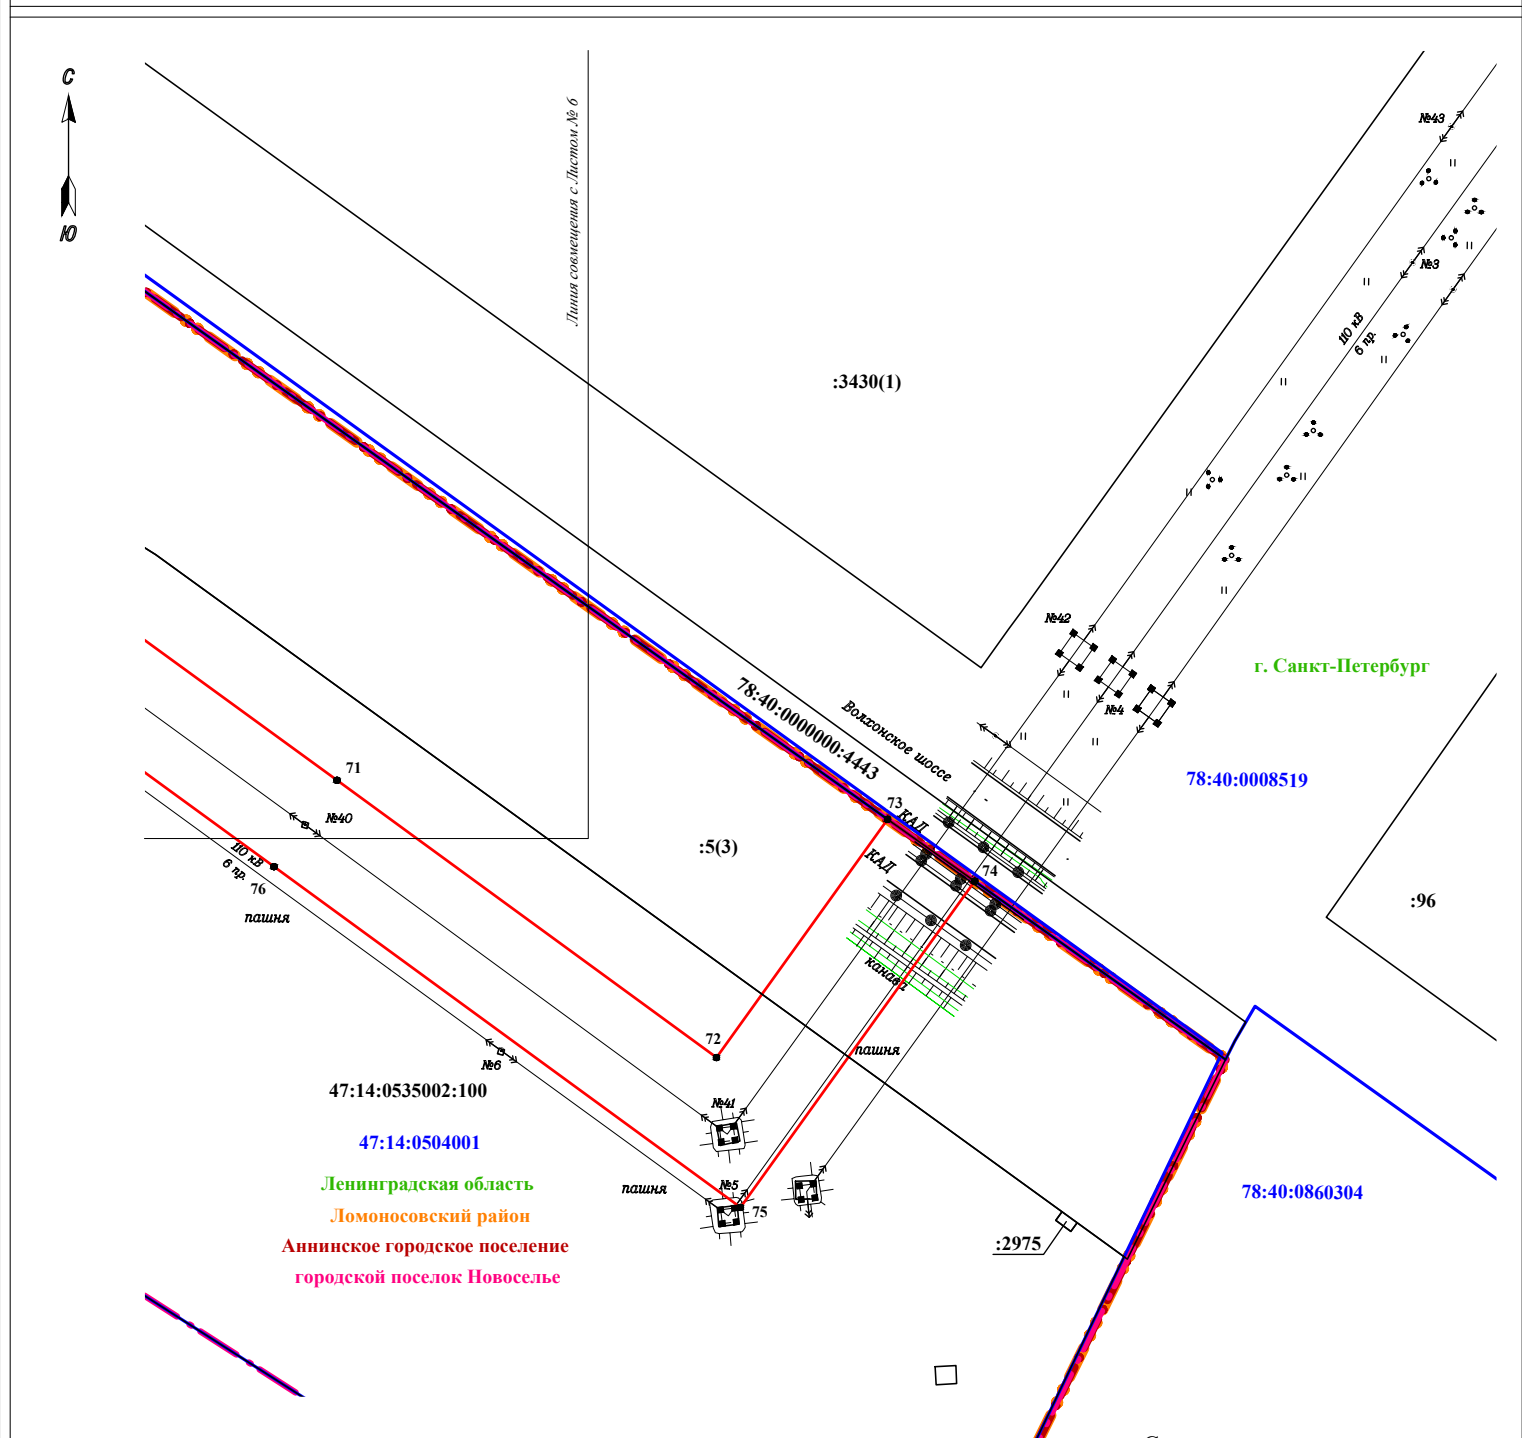 С
Ю
Линия совмещения с Листом № 6
№43
№3
110 кВ
6 пр.
:3430(1)
№42
№4
г. Санкт-Петербург
78:40:0000000:4443
Волхонское шоссе
78:40:0008519
71
№40
73
КАД
КАД
74
110 кВ
6 пр.
76
пашня
:5(3)
:96
канава
72
пашня
№6
47:14:0535002:100
№41
47:14:0504001
Ленинградская область
пашня
№5
75
78:40:0860304
Ломоносовский район
Аннинское городское поселение
:2975
городской поселок Новоселье